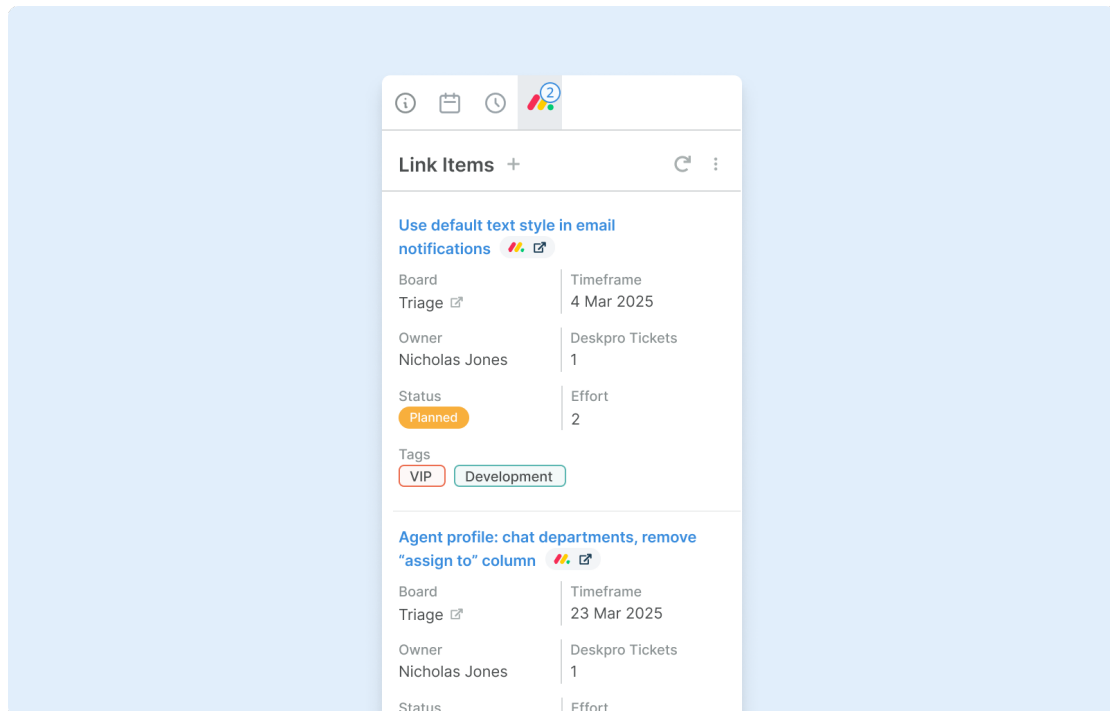 2
Link Items
Use default text style in email
notifications
Board
Timeframe
Triage
4 Mar 2025
Owner
Deskpro Tickets
Nicholas Jones
1
Status
Effort
Planned
2
Tags
VIP
Development
Agent profile: chat departments, remove
“assign to” column
Board
Timeframe
Triage
23 Mar 2025
Owner
Deskpro Tickets
Nicholas Jones
1
Status
Effort